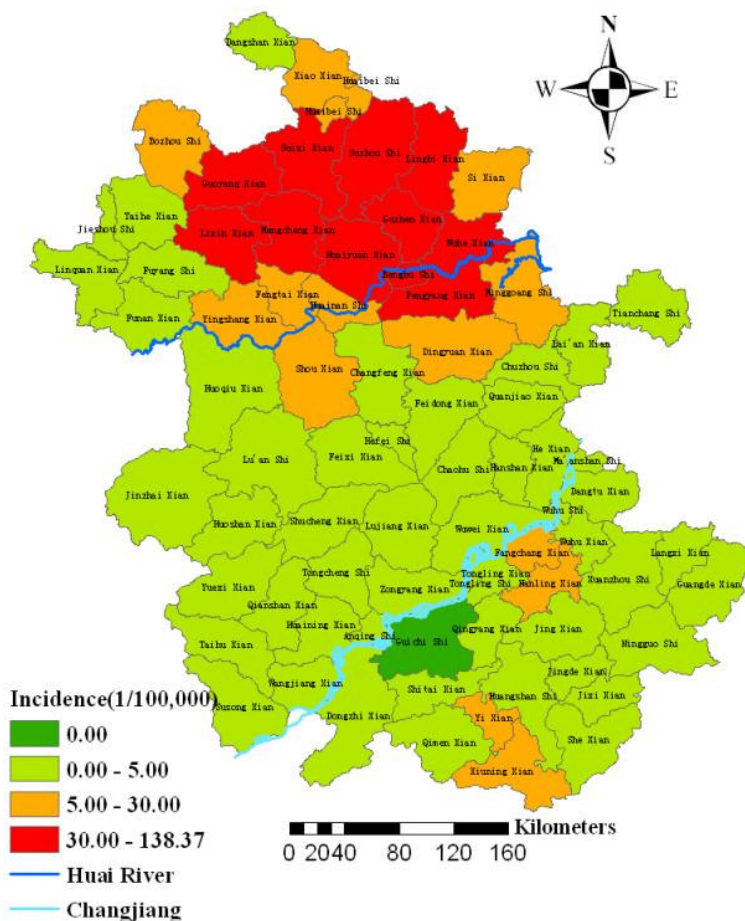 N
W
E
S
Dangshan Xian
Xiao Xian
Huaibei Shi
Huaibei Shi
Bozhou Shi
Suixi Xian
Suzhou Shi
Lingbi Xian
Si Xian
Guoyang Xian
Taihe Xian
Guzhen Xian
Jieshou Shi
Lixin Xian
Mengcheng Xian
Huaiyuan Xian
Wuhe Xian
Linquan Xian
Fuyang Shi
Bengbu Shi
Fengtai Xian
Fengyang Xian
Mingguang Shi
Funan Xian
Yingshang Xian
Huainan Shi
Tianchang Shi
Dingyuan Xian
Lai'an Xian
Shou Xian
Changfeng Xian
Chuzhou Shi
Huoqiu Xian
Feidong Xian
Quanjiao Xian
Hefei Shi
He Xian
Lu'an Shi
Feixi Xian
Chaohu Shi
Hanshan Xian
Ma'anshan Shi
Jinzhai Xian
Dangtu Xian
Huoshan Xian
Shucheng Xian
Lujiang Xian
Wuwei Xian
Wuhu Shi
Wuhu Xian
Fangchang Xian
Langxi Xian
Tongcheng Shi
Tongling Xian
Nanling Xian
Xuanzhou Shi
Guangde Xian
Yuexi Xian
Zongyang Xian
Tongling Shi
Qianshan Xian
Huaining Xian
Anqing Shi
Guichi Shi
Qingyang Xian
Jing Xian
Taihu Xian
Ningguo Shi
Wangjiang Xian
Shitai Xian
Jingde Xian
Huangshan Shi
Jixi Xian
Susong Xian
Dongzhi Xian
Yi Xian
Qimen Xian
She Xian
Xiuning Xian
Incidence(1/100,000)
0.00
0.00 - 5.00
5.00 - 30.00
30.00 - 138.37
Huai River
Changjiang
Kilometers
0 20 40 80 120 160